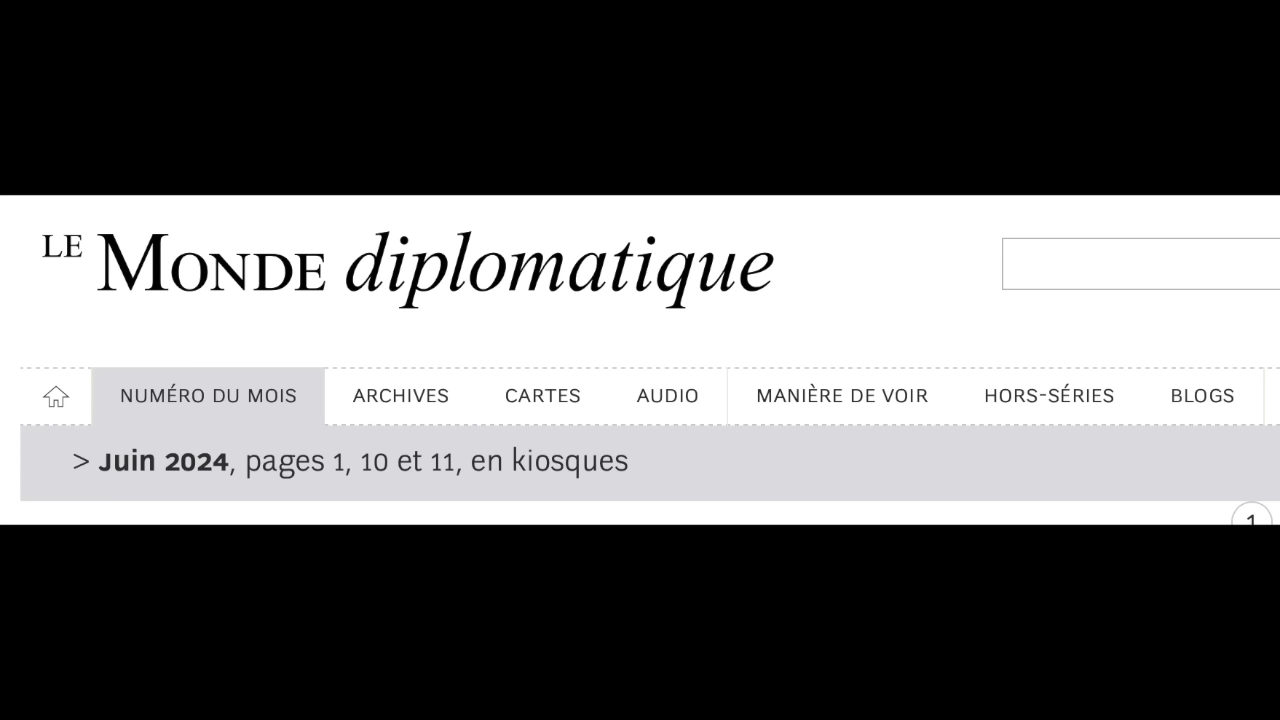 LE MONDE diplomatique
NUMÉRO DU MOIS ARCHIVES CARTES AUDIO MANIÈRE DE VOIR HORS-SÉRIES BLOGS
> Juin 2024, pages 1, 10 et 11, en kiosques
1